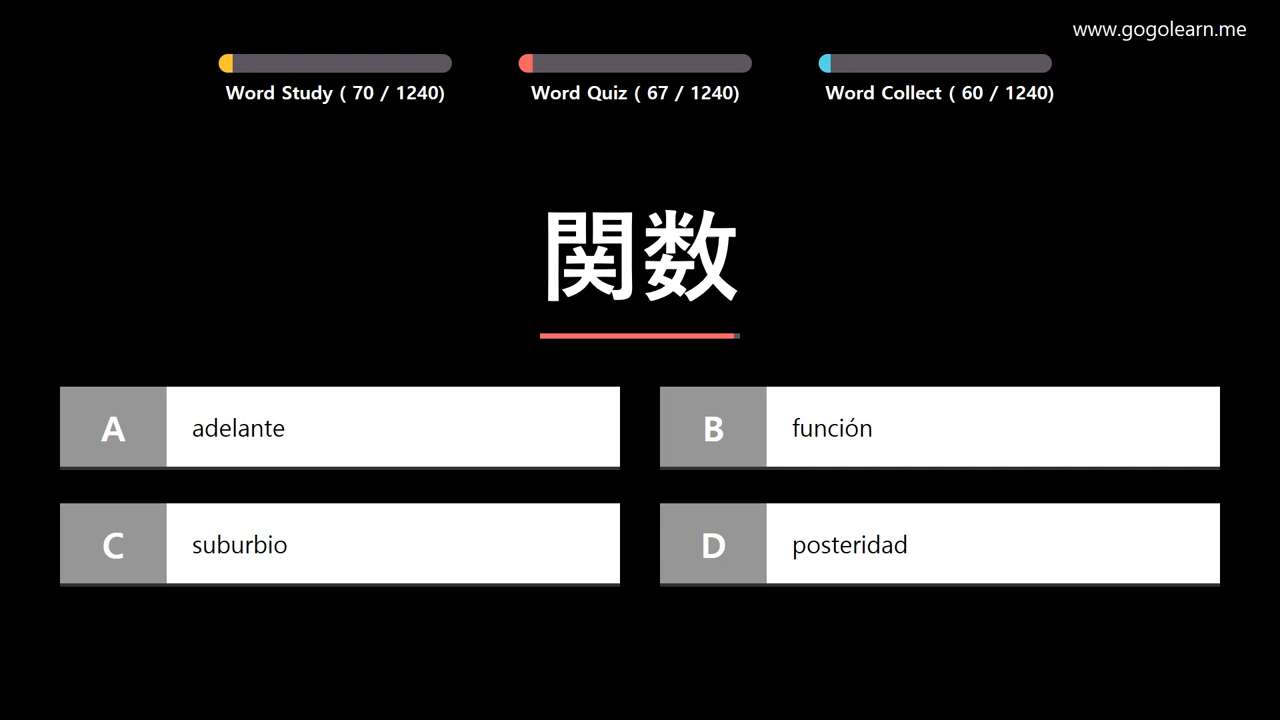 www.gogolearn.me
Word Study ( 70 / 1240)
Word Quiz ( 67 / 1240)
Word Collect ( 60 / 1240)
関数
A adelante
B función
C suburbio
D posteridad